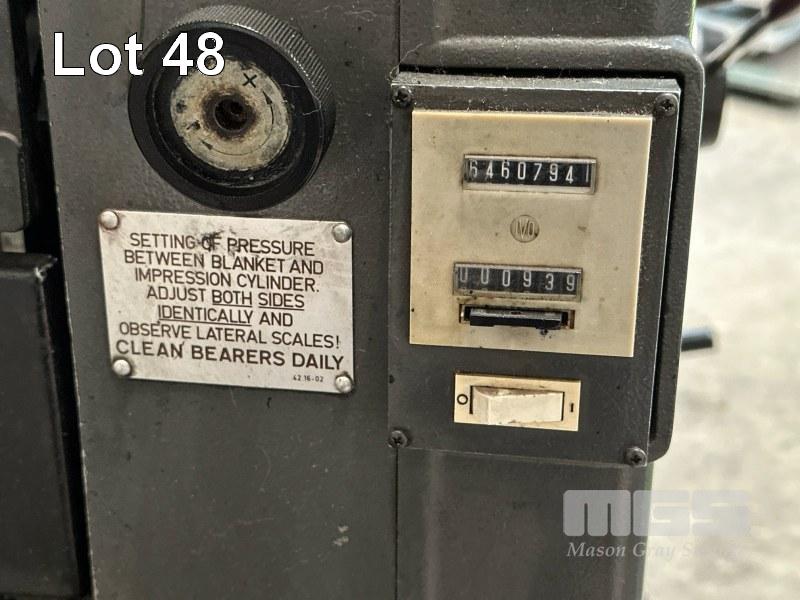 Lot 48
X
6460794
IVO
000939
O I
SETTING OF PRESSURE
BETWEEN BLANKET AND
IMPRESSION CYLINDER.
ADJUST BOTH SIDES
IDENTICALLY AND
OBSERVE LATERAL SCALES!
CLEAN BEARERS DAILY
42.16-02
MGS
Mason Gray